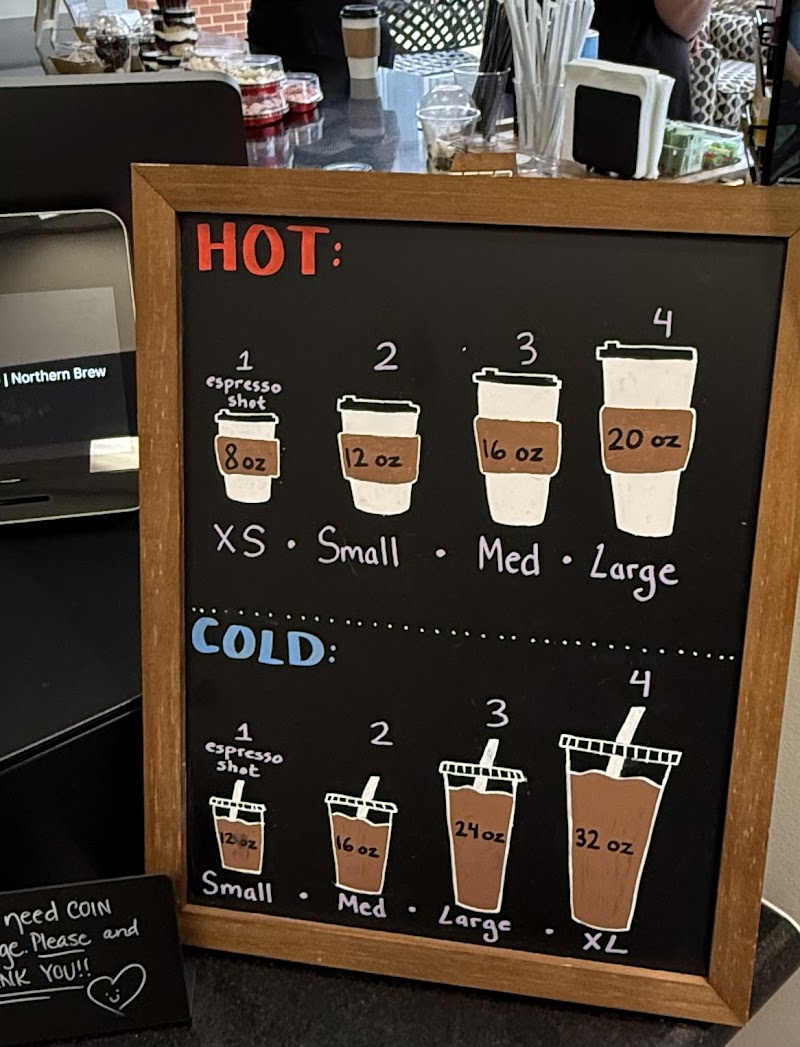 HOT:
1 2 3 4
espresso
shot
8 oz 12 oz 16 oz 20 oz
XS · Small · Med · Large
COLD:
1 2 3 4
espresso
shot
12 oz 16 oz 24 oz 32 oz
Small · Med · Large · XL
| Northern Brew
need COIN
ge. Please and
NK YOU!!